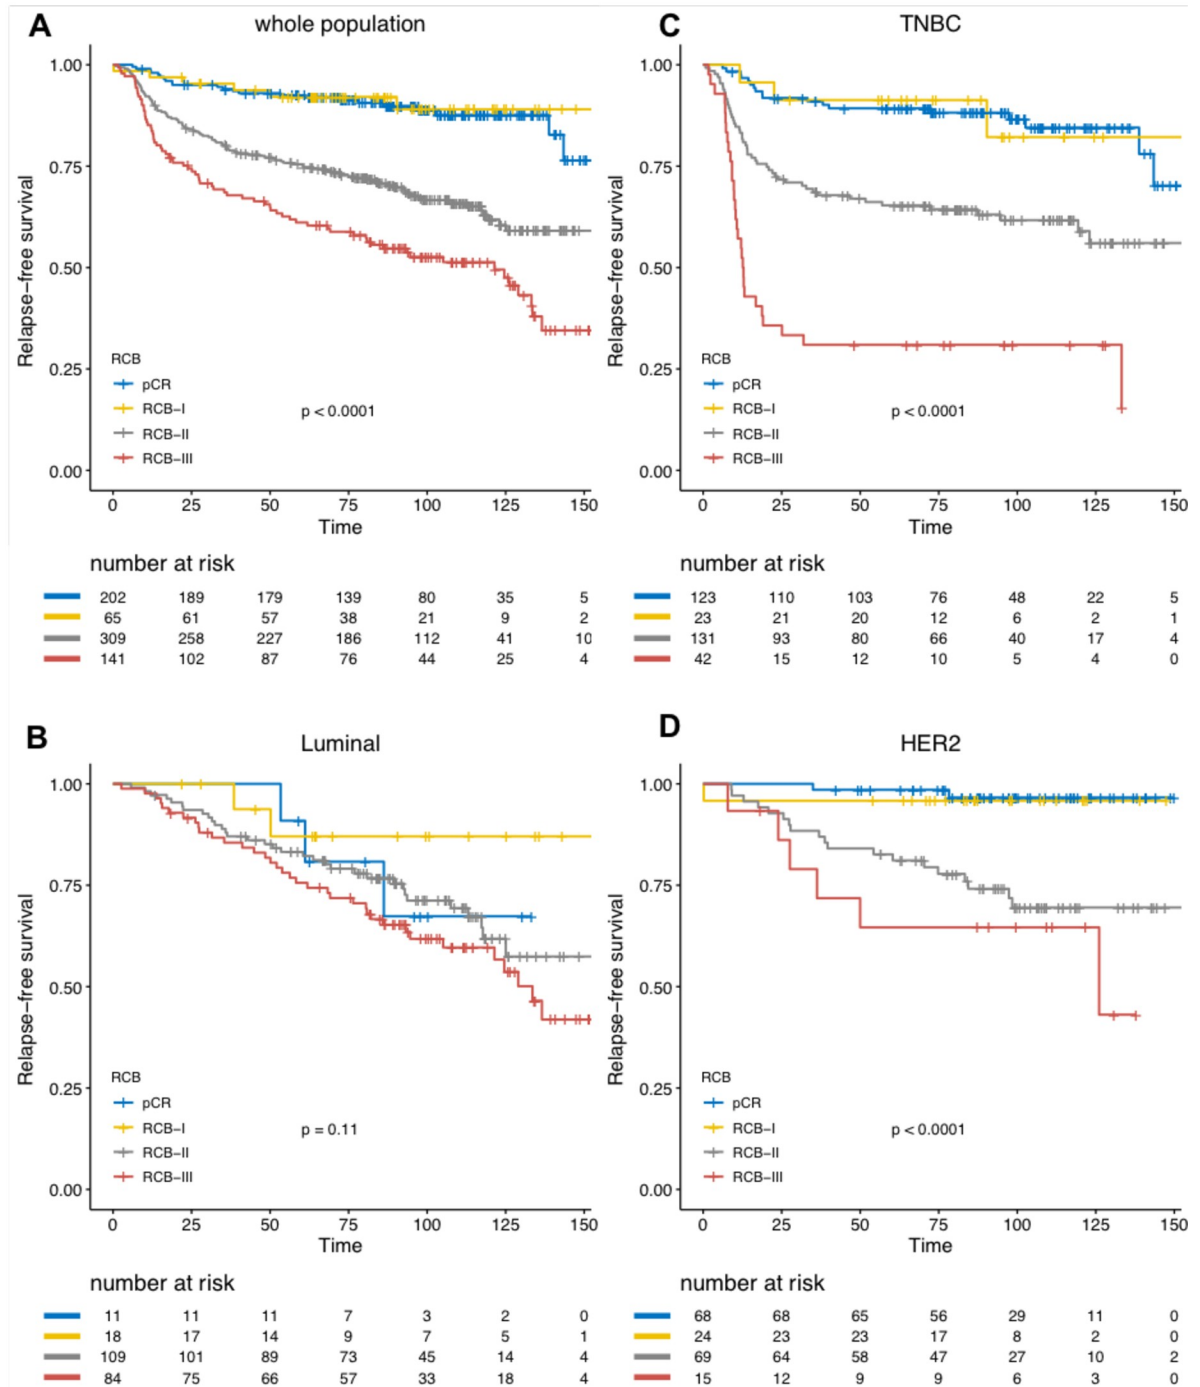 A
whole population
Relapse-free survival
1.00
0.75
0.50
0.25
0.00
RCB
pCR
RCB-I
RCB-II
RCB-III
p < 0.0001
0 25 50 75 100 125 150
Time
number at risk
202 189 179 139 80 35 5
65 61 57 38 21 9 2
309 258 227 186 112 41 10
141 102 87 76 44 25 4
C
TNBC
Relapse-free survival
1.00
0.75
0.50
0.25
0.00
RCB
pCR
RCB-I
RCB-II
RCB-III
p < 0.0001
0 25 50 75 100 125 150
Time
number at risk
123 110 103 76 48 22 5
23 21 20 12 6 2 1
131 93 80 66 40 17 4
42 15 12 10 5 4 0
B
Luminal
Relapse-free survival
1.00
0.75
0.50
0.25
0.00
RCB
pCR
RCB-I
RCB-II
RCB-III
p = 0.11
0 25 50 75 100 125 150
Time
number at risk
11 11 11 7 3 2 0
18 17 14 9 7 5 1
109 101 89 73 45 14 4
84 75 66 57 33 18 4
D
HER2
Relapse-free survival
1.00
0.75
0.50
0.25
0.00
RCB
pCR
RCB-I
RCB-II
RCB-III
p < 0.0001
0 25 50 75 100 125 150
Time
number at risk
68 68 65 56 29 11 0
24 23 23 17 8 2 0
69 64 58 47 27 10 2
15 12 9 9 6 3 0